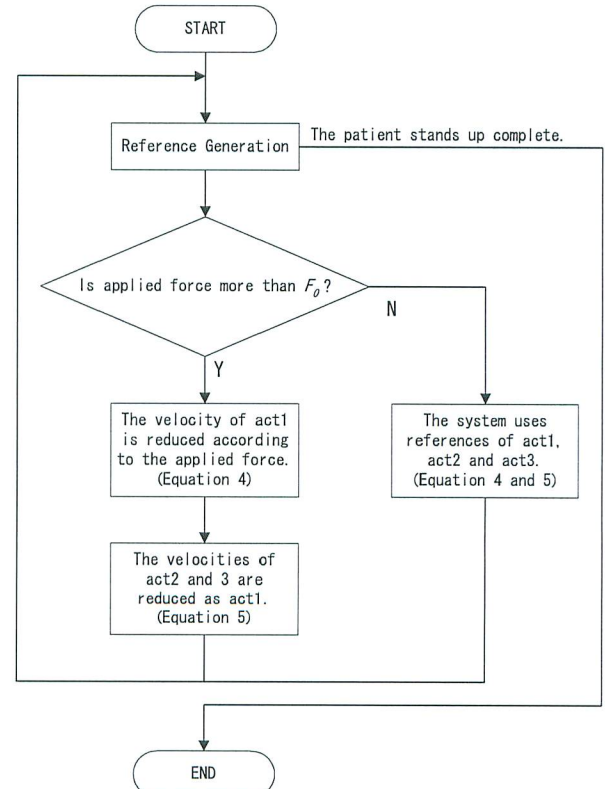 START
Reference Generation
The patient stands up complete.
Is applied force more than F₀?
N
Y
The velocity of act1
is reduced according
to the applied force.
(Equation 4)
The system uses
references of act1,
act2 and act3.
(Equation 4 and 5)
The velocities of
act2 and 3 are
reduced as act1.
(Equation 5)
END